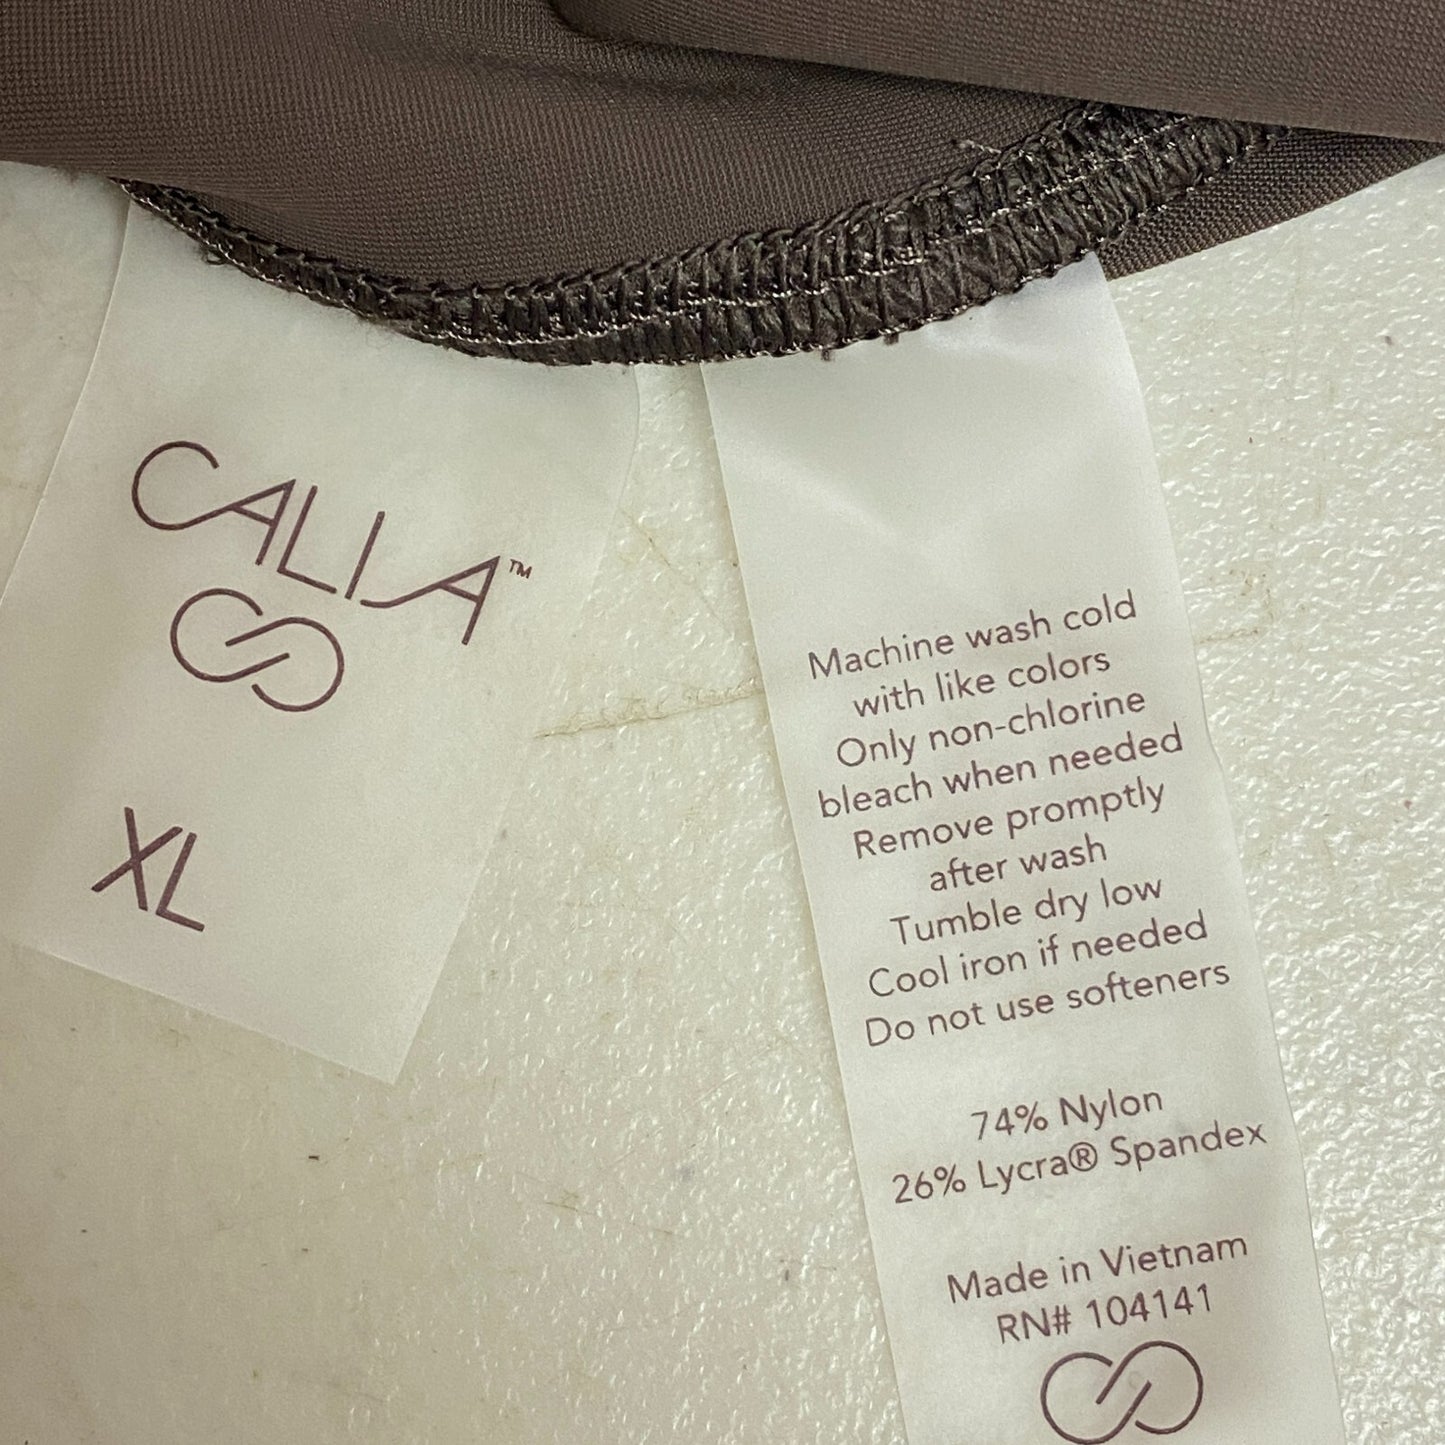 CALIA™
XL
Machine wash cold
with like colors
Only non-chlorine
bleach when needed
Remove promptly
after wash
Tumble dry low
Cool iron if needed
Do not use softeners
74% Nylon
26% Lycra® Spandex
Made in Vietnam
RN# 104141